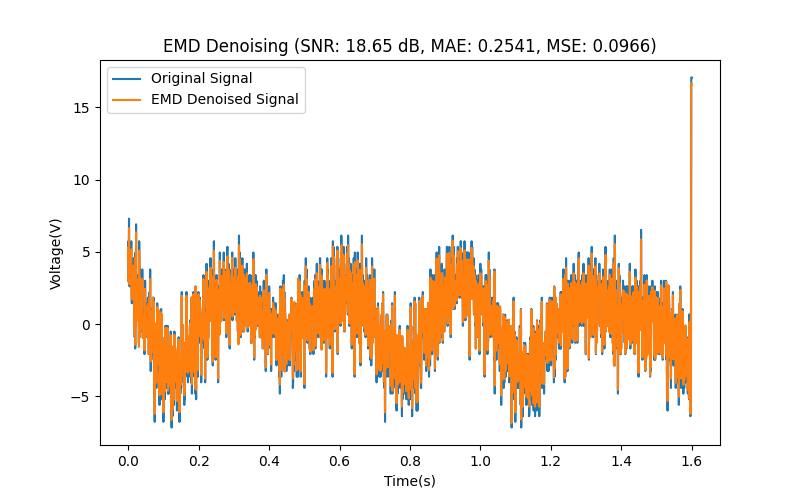 EMD Denoising (SNR: 18.65 dB, MAE: 0.2541, MSE: 0.0966)
Original Signal
EMD Denoised Signal
15
10
5
0
−5
Voltage(V)
0.0 0.2 0.4 0.6 0.8 1.0 1.2 1.4 1.6
Time(s)